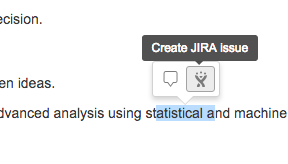 ecision.
Create JIRA issue
en ideas.
dvanced analysis using statistical and machine